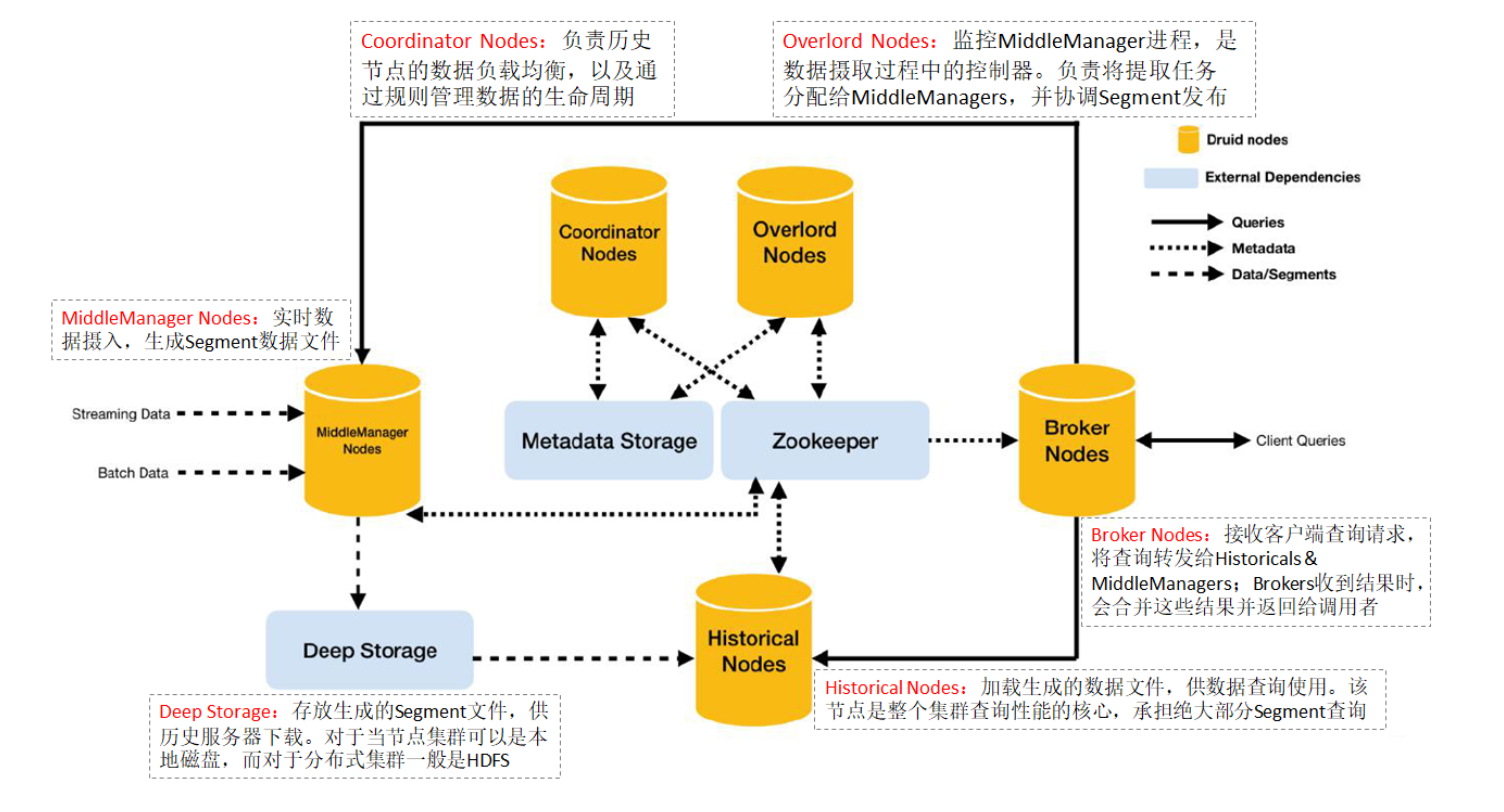 Coordinator Nodes：负责历史
节点的数据负载均衡，以及通
过规则管理数据的生命周期
Overlord Nodes：监控MiddleManager进程，是
数据摄取过程中的控制器。负责将提取任务
分配给MiddleManagers，并协调Segment发布
Druid nodes
External Dependencies
Queries
Metadata
Data/Segments
Coordinator
Nodes
Overlord
Nodes
MiddleManager Nodes：实时数
据摄入，生成Segment数据文件
Streaming Data
Batch Data
MiddleManager
Nodes
Metadata Storage
Zookeeper
Broker
Nodes
Client Queries
Broker Nodes：接收客户端查询请求，
将查询转发给Historicals＆
MiddleManagers；Brokers收到结果时，
会合并这些结果并返回给调用者
Deep Storage
Historical
Nodes
Historical Nodes：加载生成的数据文件，供数据查询使用。该
节点是整个集群查询性能的核心，承担绝大部分Segment查询
Deep Storage：存放生成的Segment文件，供
历史服务器下载。对于当节点集群可以是本
地磁盘，而对于分布式集群一般是HDFS